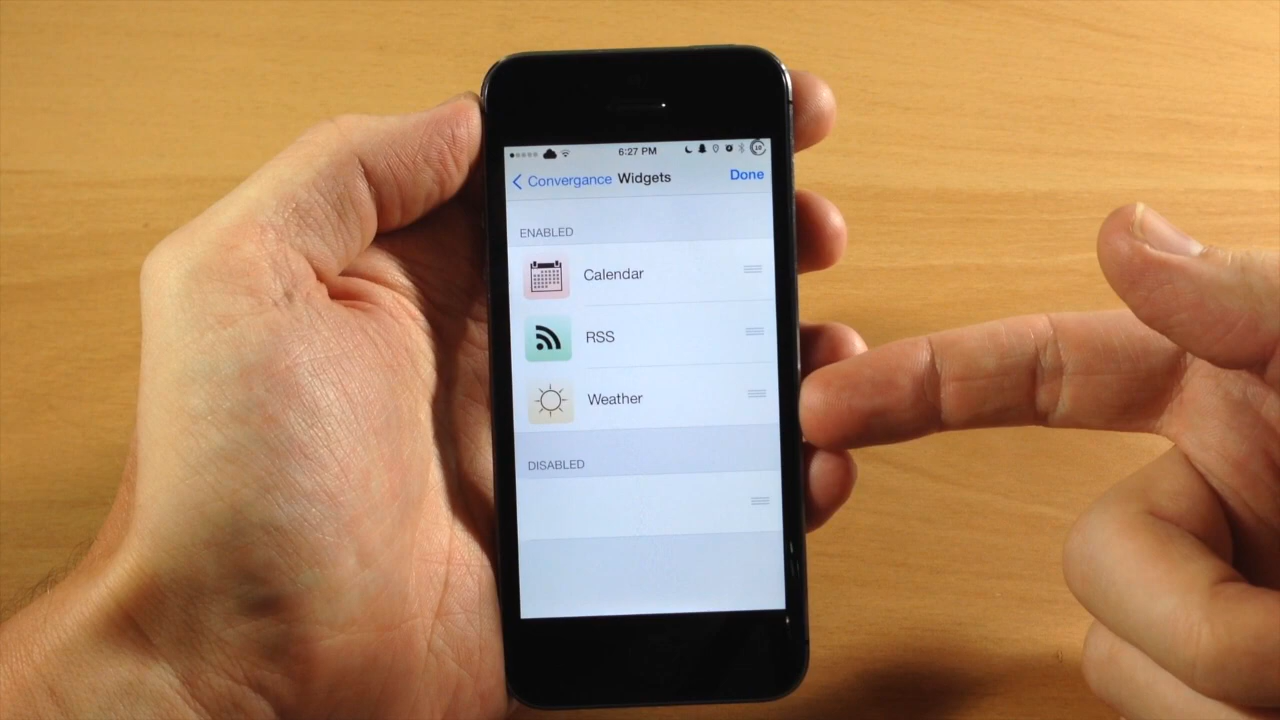 6:27 PM
Convergance Widgets Done
ENABLED
Calendar
RSS
Weather
DISABLED